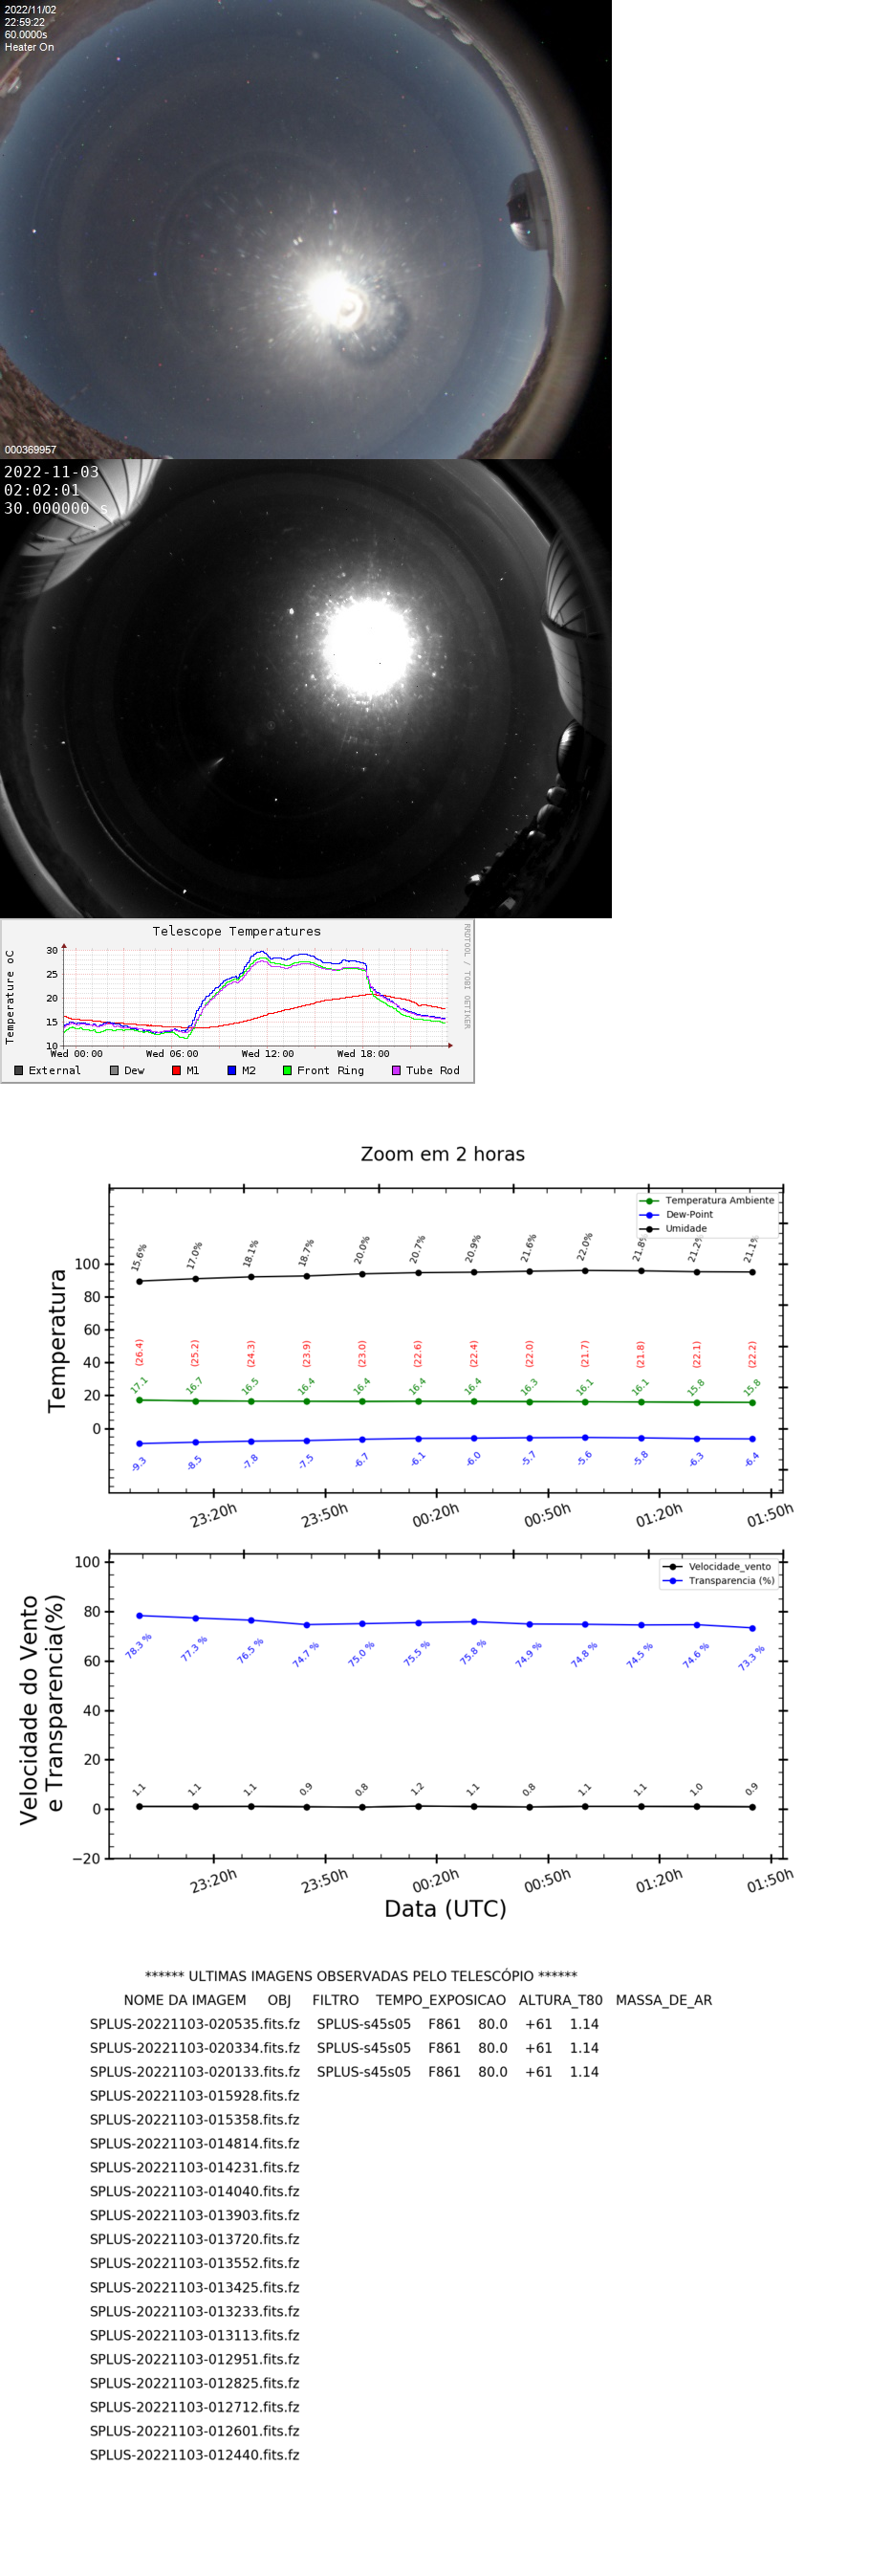 2022/11/02
22:59:22
60.0000s
Heater On
000369957
2022-11-03
02:02:01
30.000000 s
Telescope Temperatures
RRDTOOL / TOBI OETIKER
Temperature oC
30
25
20
15
10
Wed 00:00 Wed 06:00 Wed 12:00 Wed 18:00
External Dew M1 M2 Front Ring Tube Rod
Zoom em 2 horas
Temperatura Ambiente
Dew-Point
Umidade
Temperatura
100
80
60
40
20
0
15.6% 17.0% 18.1% 18.7% 20.0% 20.7% 20.9% 21.6% 22.0% 21.8% 21.2% 21.1%
(26.4) (25.2) (24.3) (23.9) (23.0) (22.6) (22.4) (22.0) (21.7) (21.8) (22.1) (22.2)
17.1 16.7 16.5 16.4 16.4 16.4 16.4 16.3 16.1 16.1 15.8 15.8
-9.3 -8.5 -7.8 -7.5 -6.7 -6.1 -6.0 -5.7 -5.6 -5.8 -6.3 -6.4
23:20h 23:50h 00:20h 00:50h 01:20h 01:50h
Velocidade_vento
Transparencia (%)
Velocidade do Vento
e Transparencia(%)
100
80
60
40
20
0
−20
78.3 % 77.3 % 76.5 % 74.7 % 75.0 % 75.5 % 75.8 % 74.9 % 74.8 % 74.5 % 74.6 % 73.3 %
1.1 1.1 1.1 0.9 0.8 1.2 1.1 0.8 1.1 1.1 1.0 0.9
23:20h 23:50h 00:20h 00:50h 01:20h 01:50h
Data (UTC)
****** ULTIMAS IMAGENS OBSERVADAS PELO TELESCÓPIO ******
NOME DA IMAGEM OBJ FILTRO TEMPO_EXPOSICAO ALTURA_T80 MASSA_DE_AR
SPLUS-20221103-020535.fits.fz SPLUS-s45s05 F861 80.0 +61 1.14
SPLUS-20221103-020334.fits.fz SPLUS-s45s05 F861 80.0 +61 1.14
SPLUS-20221103-020133.fits.fz SPLUS-s45s05 F861 80.0 +61 1.14
SPLUS-20221103-015928.fits.fz
SPLUS-20221103-015358.fits.fz
SPLUS-20221103-014814.fits.fz
SPLUS-20221103-014231.fits.fz
SPLUS-20221103-014040.fits.fz
SPLUS-20221103-013903.fits.fz
SPLUS-20221103-013720.fits.fz
SPLUS-20221103-013552.fits.fz
SPLUS-20221103-013425.fits.fz
SPLUS-20221103-013233.fits.fz
SPLUS-20221103-013113.fits.fz
SPLUS-20221103-012951.fits.fz
SPLUS-20221103-012825.fits.fz
SPLUS-20221103-012712.fits.fz
SPLUS-20221103-012601.fits.fz
SPLUS-20221103-012440.fits.fz